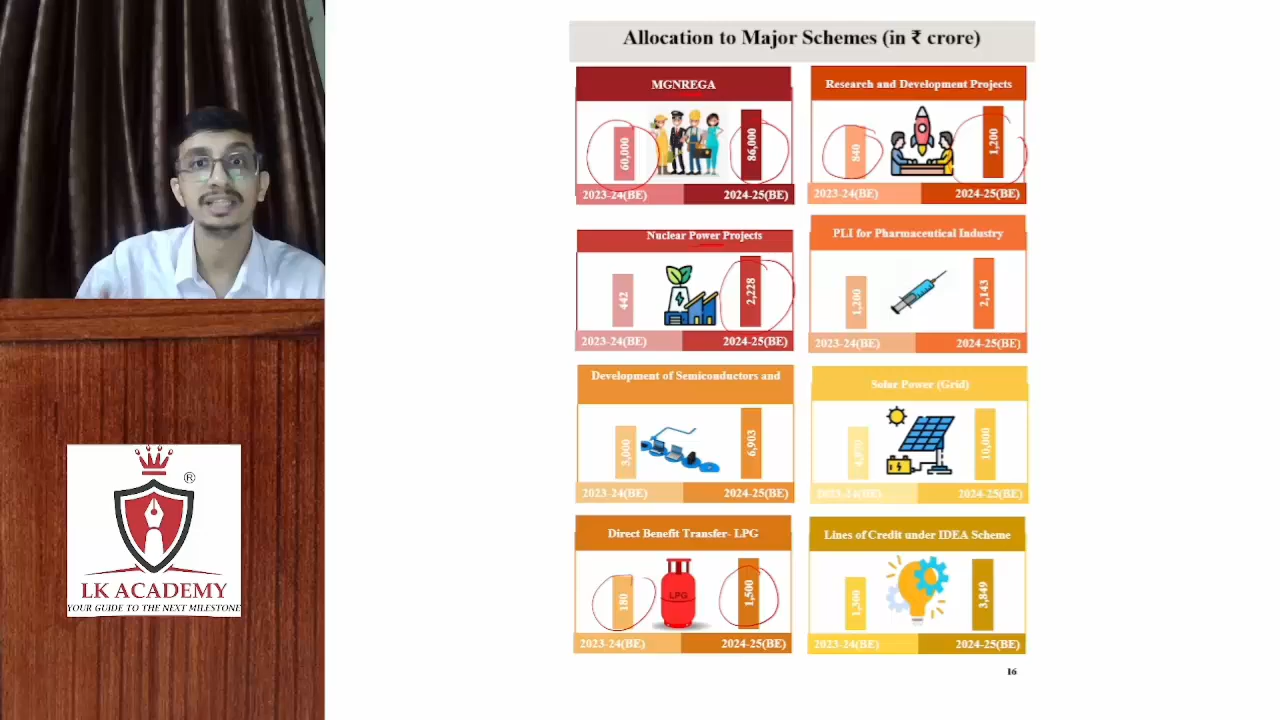 Allocation to Major Schemes (in ₹ crore)
MGNREGA
60,000
86,000
2023-24(BE)
2024-25(BE)
Research and Development Projects
840
1,200
2023-24(BE)
2024-25(BE)
Nuclear Power Projects
442
2,228
2023-24(BE)
2024-25(BE)
PLI for Pharmaceutical Industry
1,200
2,143
2023-24(BE)
2024-25(BE)
Development of Semiconductors and
3,000
6,903
2023-24(BE)
2024-25(BE)
Solar Power (Grid)
10,000
2023-24(BE)
2024-25(BE)
Direct Benefit Transfer- LPG
180
LPG
1,500
2023-24(BE)
2024-25(BE)
Lines of Credit under IDEA Scheme
1,300
3,849
2023-24(BE)
2024-25(BE)
16
®
LK ACADEMY
YOUR GUIDE TO THE NEXT MILESTONE